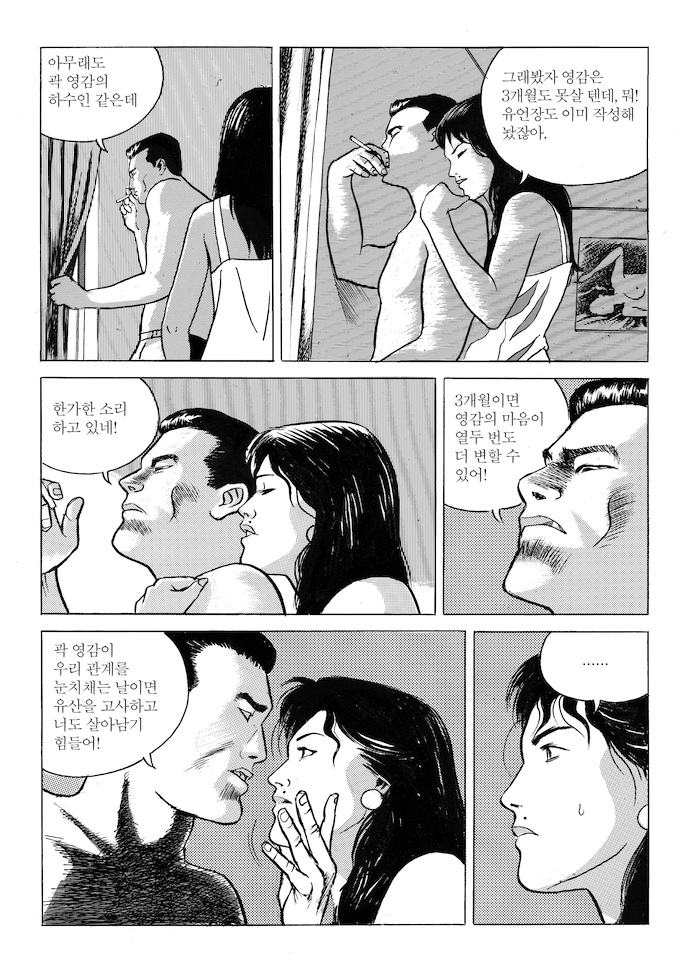 아무래도
곽 영감의
하수인 같은데
그래봤자 영감은
3개월도 못살 텐데, 뭐!
유언장도 이미 작성해
놨잖아.
한가한 소리
하고 있네!
3개월이면
영감의 마음이
열두 번도
더 변할 수
있어!
곽 영감이
우리 관계를
눈치채는 날이면
유산을 고사하고
너도 살아남기
힘들어!
……